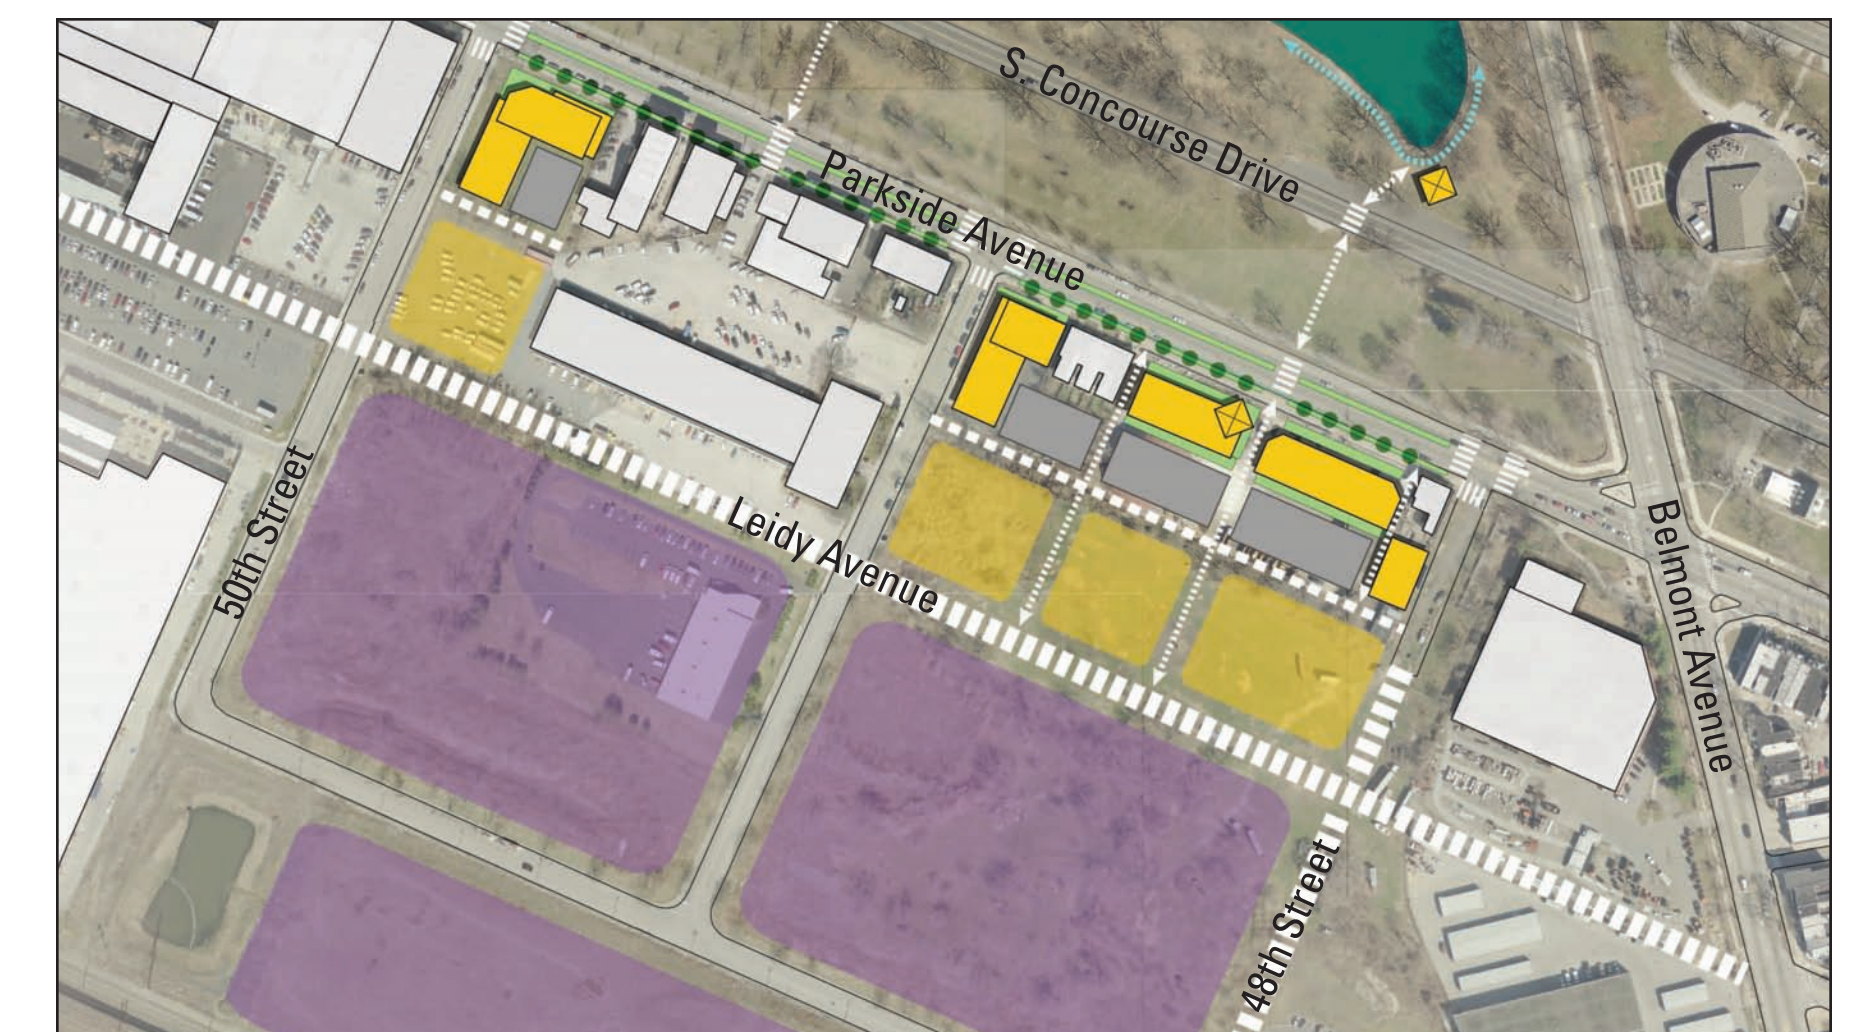 S. Concourse Drive
Parkside Avenue
50th Street
Leidy Avenue
Belmont Avenue
48th Street